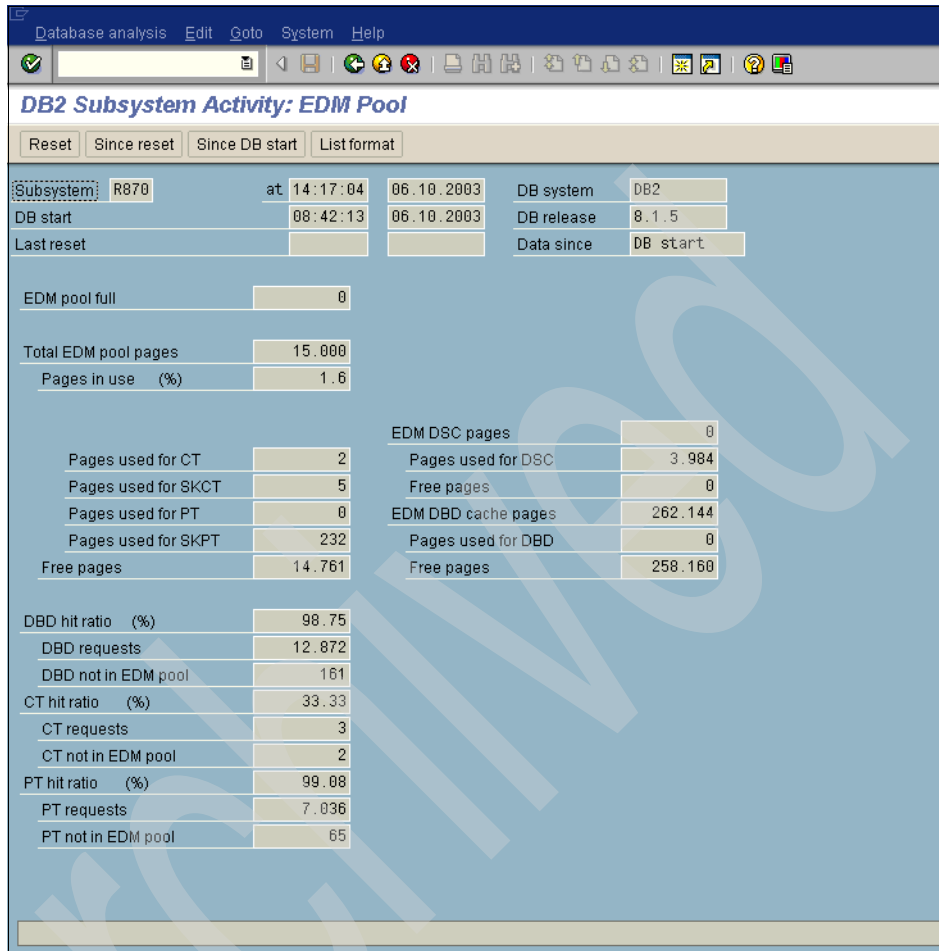 Database analysis Edit Goto System Help
DB2 Subsystem Activity: EDM Pool
Reset Since reset Since DB start List format
Subsystem R870 at 14:17:04 06.10.2003 DB system DB2
DB start 08:42:13 06.10.2003 DB release 8.1.5
Last reset Data since DB start
EDM pool full 0
Total EDM pool pages 15.000
Pages in use (%) 1.6
EDM DSC pages 0
Pages used for CT 2 Pages used for DSC 3.984
Pages used for SKCT 5 Free pages 0
Pages used for PT 0 EDM DBD cache pages 262.144
Pages used for SKPT 232 Pages used for DBD 0
Free pages 14.761 Free pages 258.160
DBD hit ratio (%) 98.75
DBD requests 12.872
DBD not in EDM pool 161
CT hit ratio (%) 33.33
CT requests 3
CT not in EDM pool 2
PT hit ratio (%) 99.08
PT requests 7.036
PT not in EDM pool 65
rchived